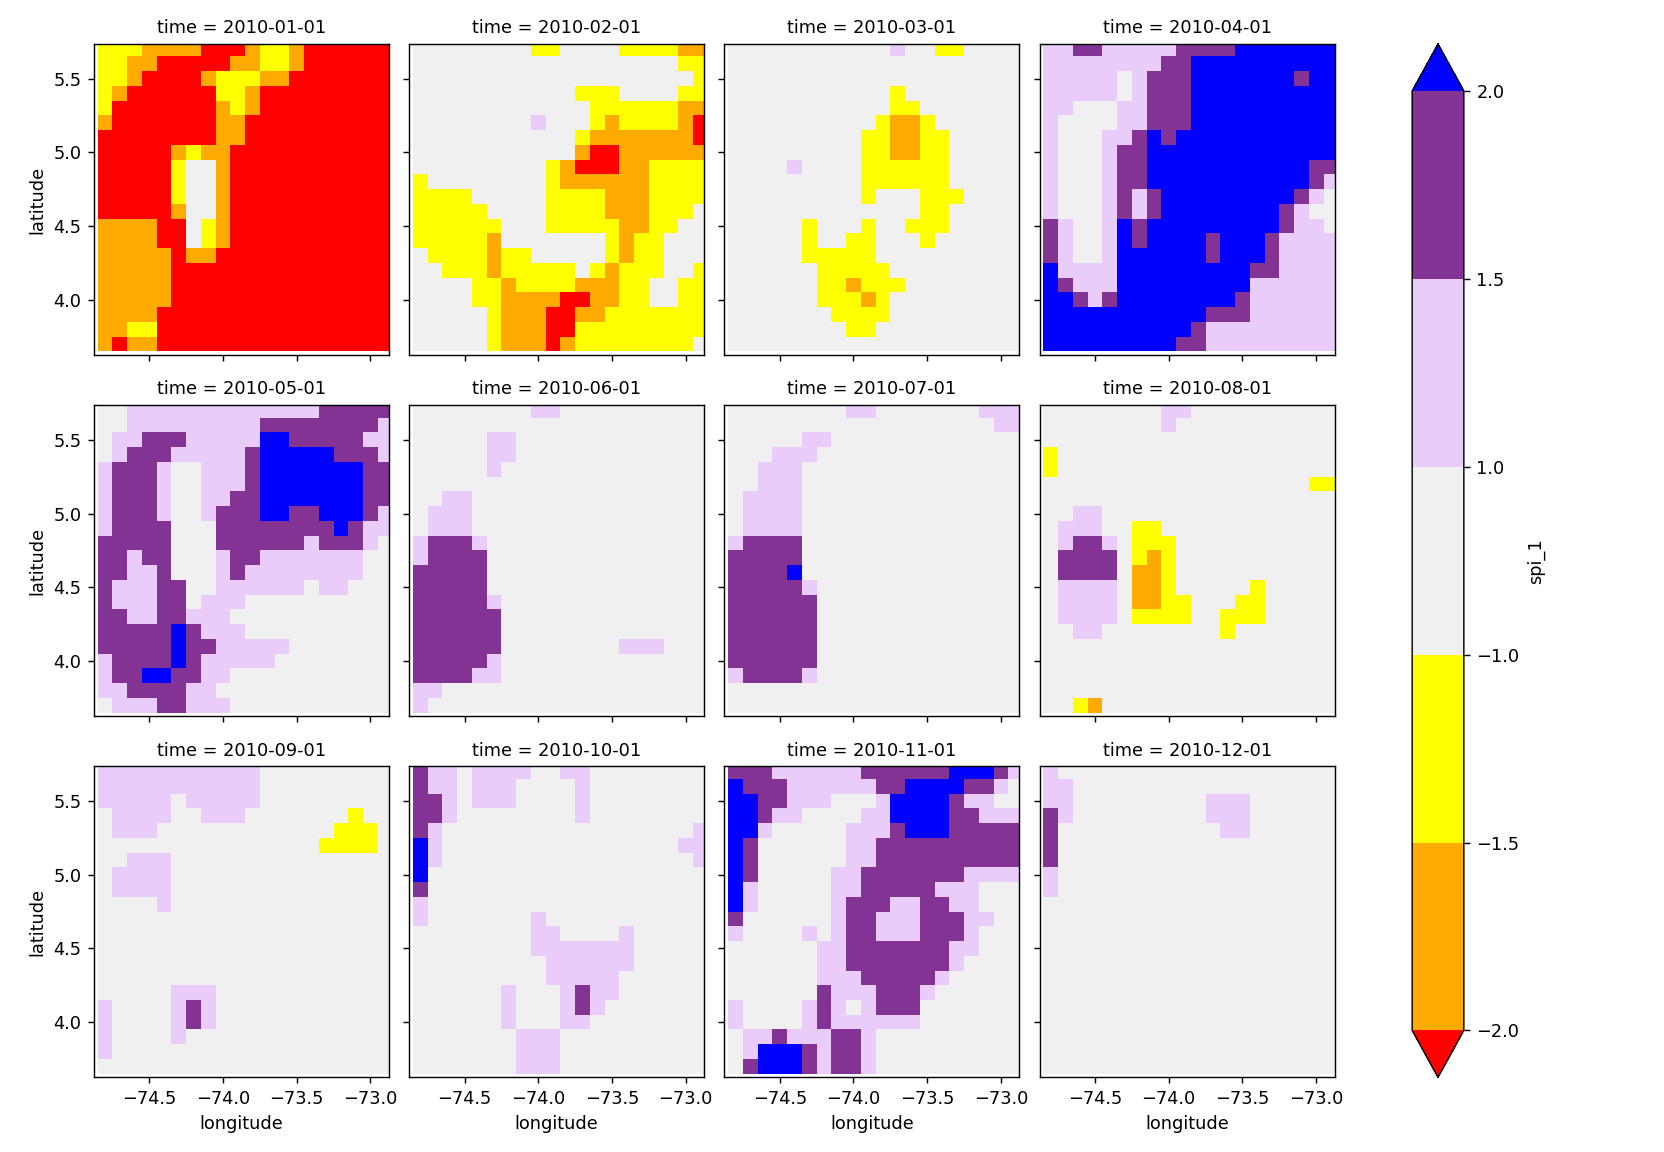 time = 2010-01-01
time = 2010-02-01
time = 2010-03-01
time = 2010-04-01
5.5
5.0
4.5
4.0
latitude
time = 2010-05-01
time = 2010-06-01
time = 2010-07-01
time = 2010-08-01
5.5
5.0
4.5
4.0
latitude
time = 2010-09-01
time = 2010-10-01
time = 2010-11-01
time = 2010-12-01
5.5
5.0
4.5
4.0
latitude
−74.5 −74.0 −73.5 −73.0
−74.5 −74.0 −73.5 −73.0
−74.5 −74.0 −73.5 −73.0
−74.5 −74.0 −73.5 −73.0
longitude
longitude
longitude
longitude
2.0
1.5
1.0
−1.0
−1.5
−2.0
spi_1